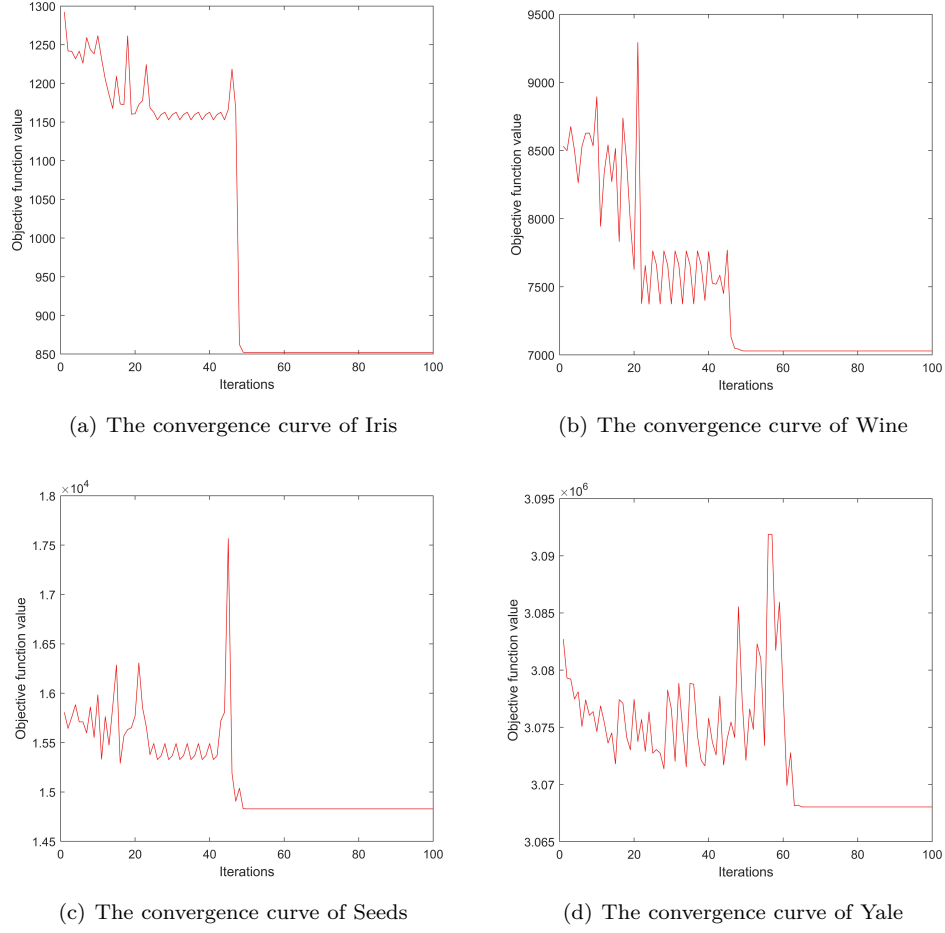 1300
1250
1200
1150
1100
1050
1000
950
900
850
0 20 40 60 80 100
Objective function value
Iterations
(a) The convergence curve of Iris
9500
9000
8500
8000
7500
7000
0 20 40 60 80 100
Objective function value
Iterations
(b) The convergence curve of Wine
×10⁴
1.8
1.75
1.7
1.65
1.6
1.55
1.5
1.45
0 20 40 60 80 100
Objective function value
Iterations
(c) The convergence curve of Seeds
×10⁶
3.095
3.09
3.085
3.08
3.075
3.07
3.065
0 20 40 60 80 100
Objective function value
Iterations
(d) The convergence curve of Yale